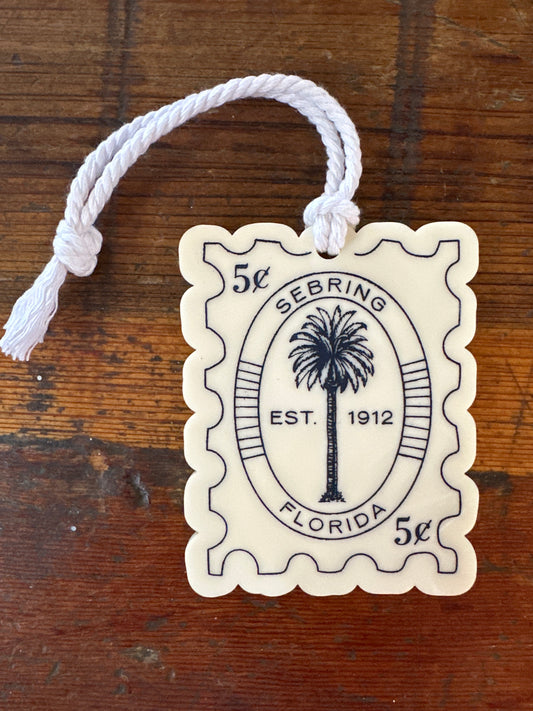 5¢
SEBRING
EST. 1912
FLORIDA
5¢